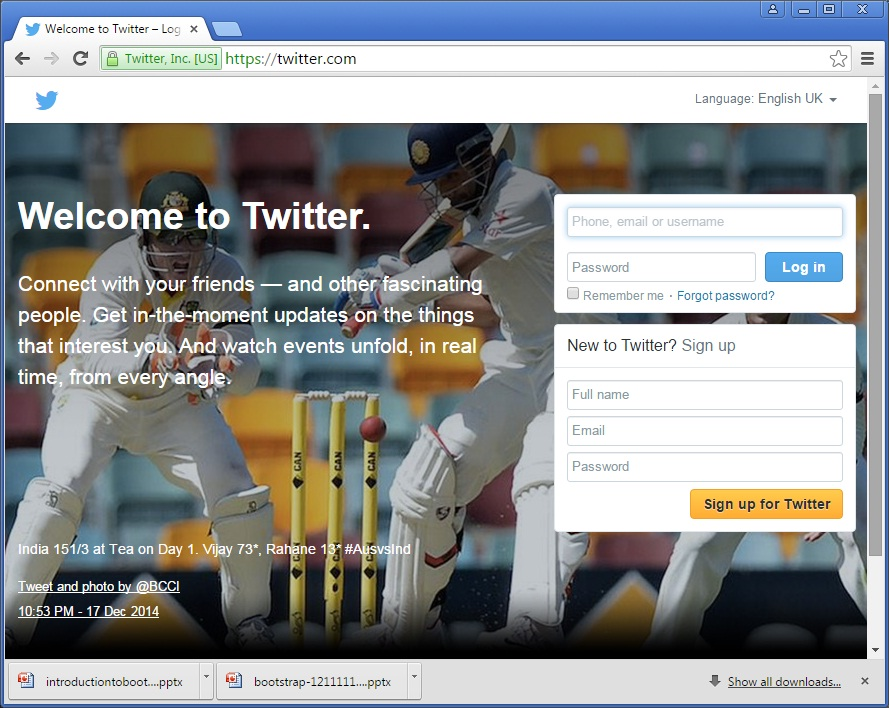 Welcome to Twitter – Log
Twitter, Inc. [US] https://twitter.com
Language: English UK
Welcome to Twitter.
Connect with your friends — and other fascinating
people. Get in-the-moment updates on the things
that interest you. And watch events unfold, in real
time, from every angle.
India 151/3 at Tea on Day 1. Vijay 73*, Rahane 13* #AusvsInd
Tweet and photo by @BCCI
10:53 PM - 17 Dec 2014
Phone, email or username
Password
Log in
Remember me · Forgot password?
New to Twitter? Sign up
Full name
Email
Password
Sign up for Twitter
CAN
CAN
CAN
introductiontoboot....pptx
bootstrap-1211111....pptx
Show all downloads...